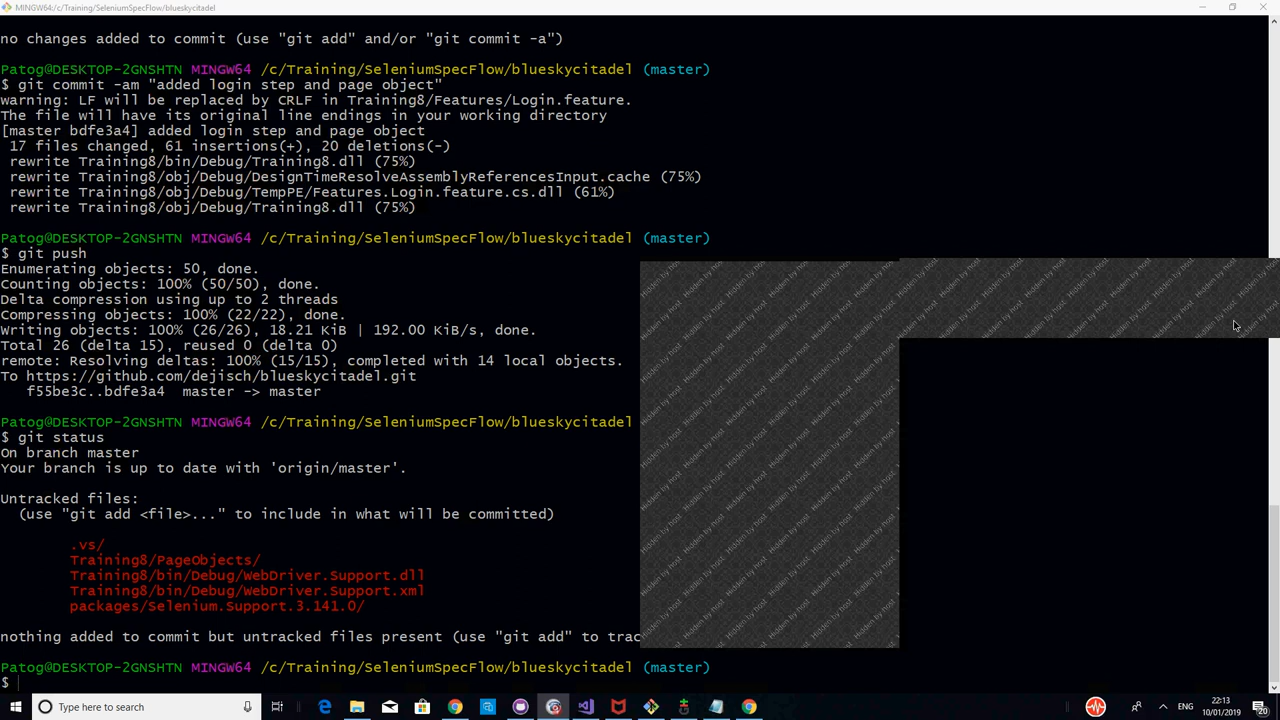 MINGW64:/c/Training/SeleniumSpecFlow/blueskycitadel
no changes added to commit (use "git add" and/or "git commit -a")
Patog@DESKTOP-2GNSHTN MINGW64 /c/Training/SeleniumSpecFlow/blueskycitadel (master)
$ git commit -am "added login step and page object"
warning: LF will be replaced by CRLF in Training8/Features/Login.feature.
The file will have its original line endings in your working directory
[master bdfe3a4] added login step and page object
17 files changed, 61 insertions(+), 20 deletions(-)
rewrite Training8/bin/Debug/Training8.dll (75%)
rewrite Training8/obj/Debug/DesignTimeResolveAssemblyReferencesInput.cache (75%)
rewrite Training8/obj/Debug/TempPE/Features.Login.feature.cs.dll (61%)
rewrite Training8/obj/Debug/Training8.dll (75%)
Patog@DESKTOP-2GNSHTN MINGW64 /c/Training/SeleniumSpecFlow/blueskycitadel (master)
$ git push
Enumerating objects: 50, done.
Counting objects: 100% (50/50), done.
Delta compression using up to 2 threads
Compressing objects: 100% (22/22), done.
Writing objects: 100% (26/26), 18.21 KiB | 192.00 KiB/s, done.
Total 26 (delta 15), reused 0 (delta 0)
remote: Resolving deltas: 100% (15/15), completed with 14 local objects.
To https://github.com/dejisch/blueskycitadel.git
f55be3c..bdfe3a4  master -> master
Patog@DESKTOP-2GNSHTN MINGW64 /c/Training/SeleniumSpecFlow/blueskycitadel
$ git status
On branch master
Your branch is up to date with 'origin/master'.
Untracked files:
(use "git add <file>..." to include in what will be committed)
.vs/
Training8/PageObjects/
Training8/bin/Debug/WebDriver.Support.dll
Training8/bin/Debug/WebDriver.Support.xml
packages/Selenium.Support.3.141.0/
nothing added to commit but untracked files present (use "git add" to trac
Patog@DESKTOP-2GNSHTN MINGW64 /c/Training/SeleniumSpecFlow/blueskycitadel (master)
$
Hidden by host
Type here to search
ENG
22:13
10/01/2019
20